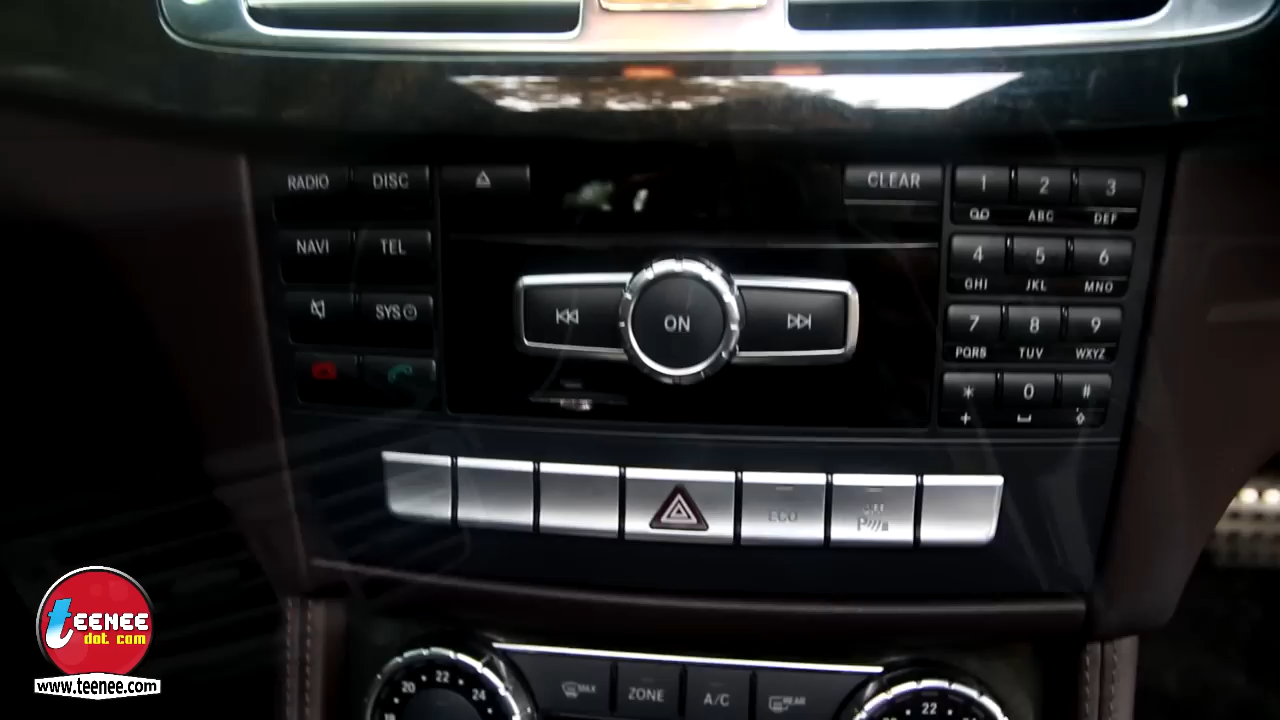 RADIO DISC CLEAR 1 2 3
ABC DEF
NAVI TEL 4 5 6
GHI JKL MNO
SYS ON 7 8 9
PQRS TUV WXYZ
* 0 #
+
ECO OFF
P
teenee
dot com
www.teenee.com
20 22 24 MAX ZONE A/C REAR 22